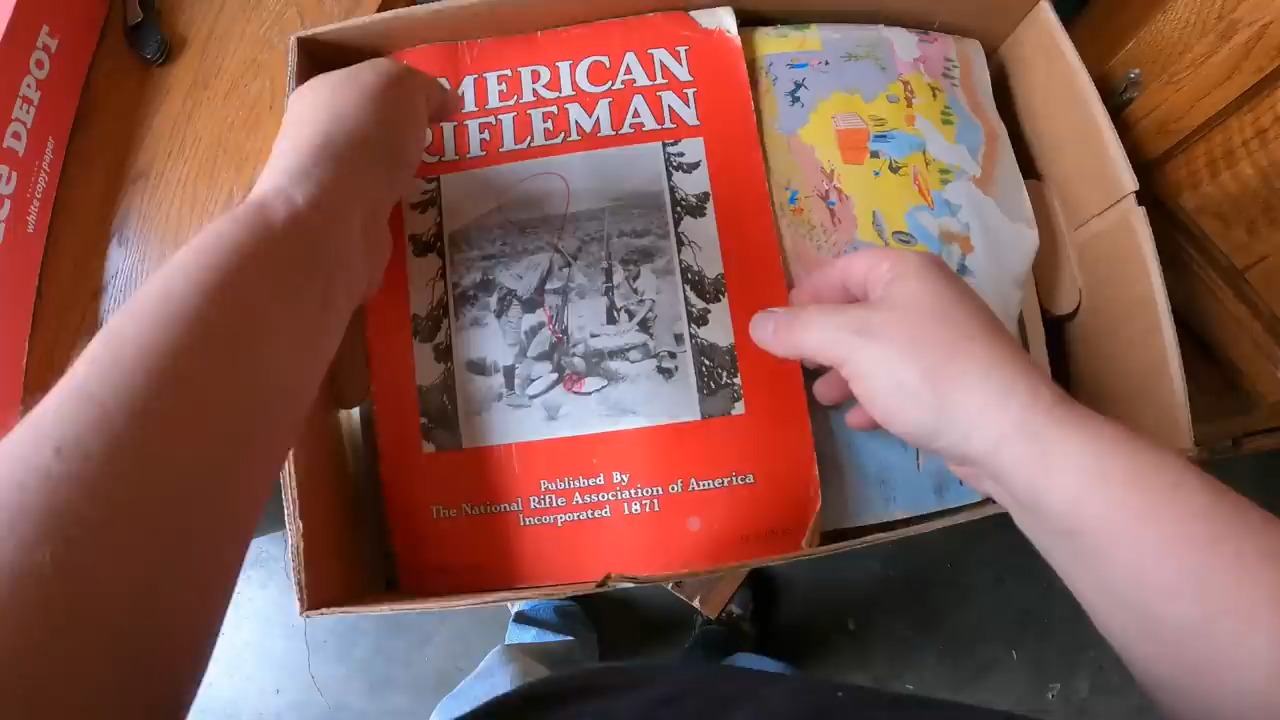 MERICAN
RIFLEMAN
Published By
The National Rifle Association of America
Incorporated 1871
DEPOT
white copy paper